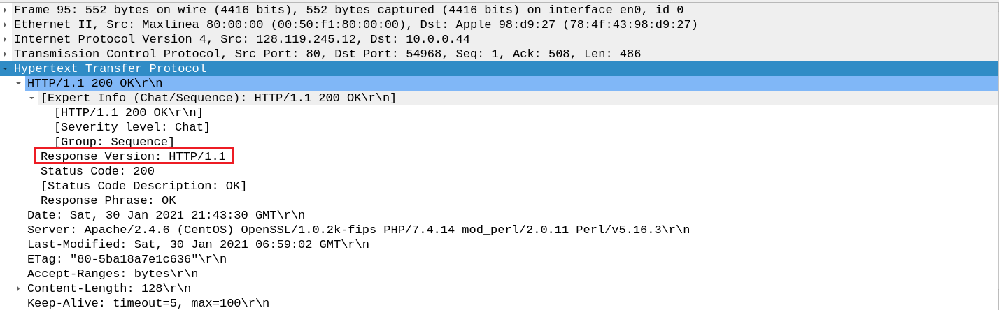 Frame 95: 552 bytes on wire (4416 bits), 552 bytes captured (4416 bits) on interface en0, id 0
Ethernet II, Src: Maxlinea_80:00:00 (00:50:f1:80:00:00), Dst: Apple_98:d9:27 (78:4f:43:98:d9:27)
Internet Protocol Version 4, Src: 128.119.245.12, Dst: 10.0.0.44
Transmission Control Protocol, Src Port: 80, Dst Port: 54968, Seq: 1, Ack: 508, Len: 486
Hypertext Transfer Protocol
HTTP/1.1 200 OK\r\n
[Expert Info (Chat/Sequence): HTTP/1.1 200 OK\r\n]
[HTTP/1.1 200 OK\r\n]
[Severity level: Chat]
[Group: Sequence]
Response Version: HTTP/1.1
Status Code: 200
[Status Code Description: OK]
Response Phrase: OK
Date: Sat, 30 Jan 2021 21:43:30 GMT\r\n
Server: Apache/2.4.6 (CentOS) OpenSSL/1.0.2k-fips PHP/7.4.14 mod_perl/2.0.11 Perl/v5.16.3\r\n
Last-Modified: Sat, 30 Jan 2021 06:59:02 GMT\r\n
ETag: "80-5ba18a7e1c636"\r\n
Accept-Ranges: bytes\r\n
Content-Length: 128\r\n
Keep-Alive: timeout=5, max=100\r\n